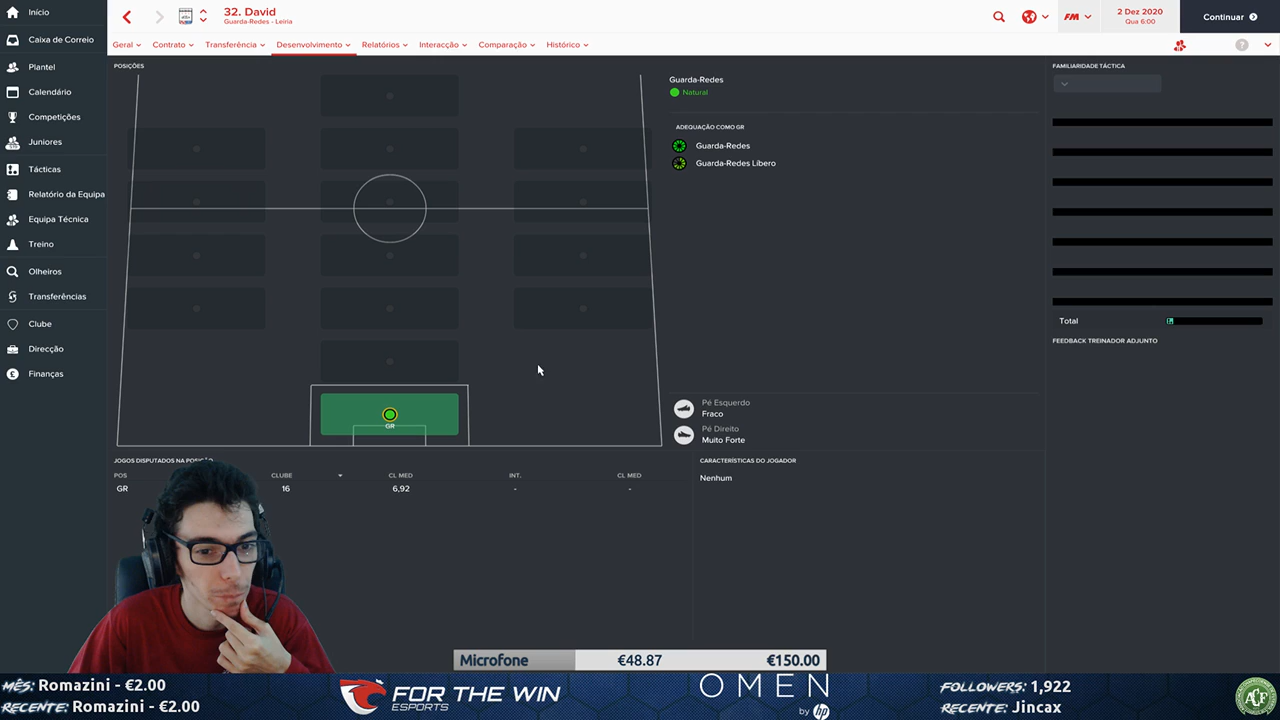 Início
Caixa de Correio
Plantel
Calendário
Competições
Juniores
Tácticas
Relatório da Equipa
Equipa Técnica
Treino
Olheiros
Transferências
Clube
Direcção
Finanças
32. David
Guarda-Redes - Leiria
FM
2 Dez 2020
Qua 6:00
Continuar
Geral
Contrato
Transferência
Desenvolvimento
Relatórios
Interacção
Comparação
Histórico
?
POSIÇÕES
GR
Guarda-Redes
Natural
ADEQUAÇÃO COMO GR
Guarda-Redes
Guarda-Redes Líbero
Pé Esquerdo
Fraco
Pé Direito
Muito Forte
FAMILIARIDADE TÁCTICA
Total
FEEDBACK TREINADOR ADJUNTO
JOGOS DISPUTADOS NA POSIÇÃO
POS CLUBE CL MED INT. CL MED
GR 16 6,92 - -
CARACTERÍSTICAS DO JOGADOR
Nenhum
Microfone €48.87 €150.00
MÊS: Romazini - €2.00
RECENTE: Romazini - €2.00
FOR THE WIN
ESPORTS
OMEN
by hp
FOLLOWERS: 1,922
RECENTE: Jincax